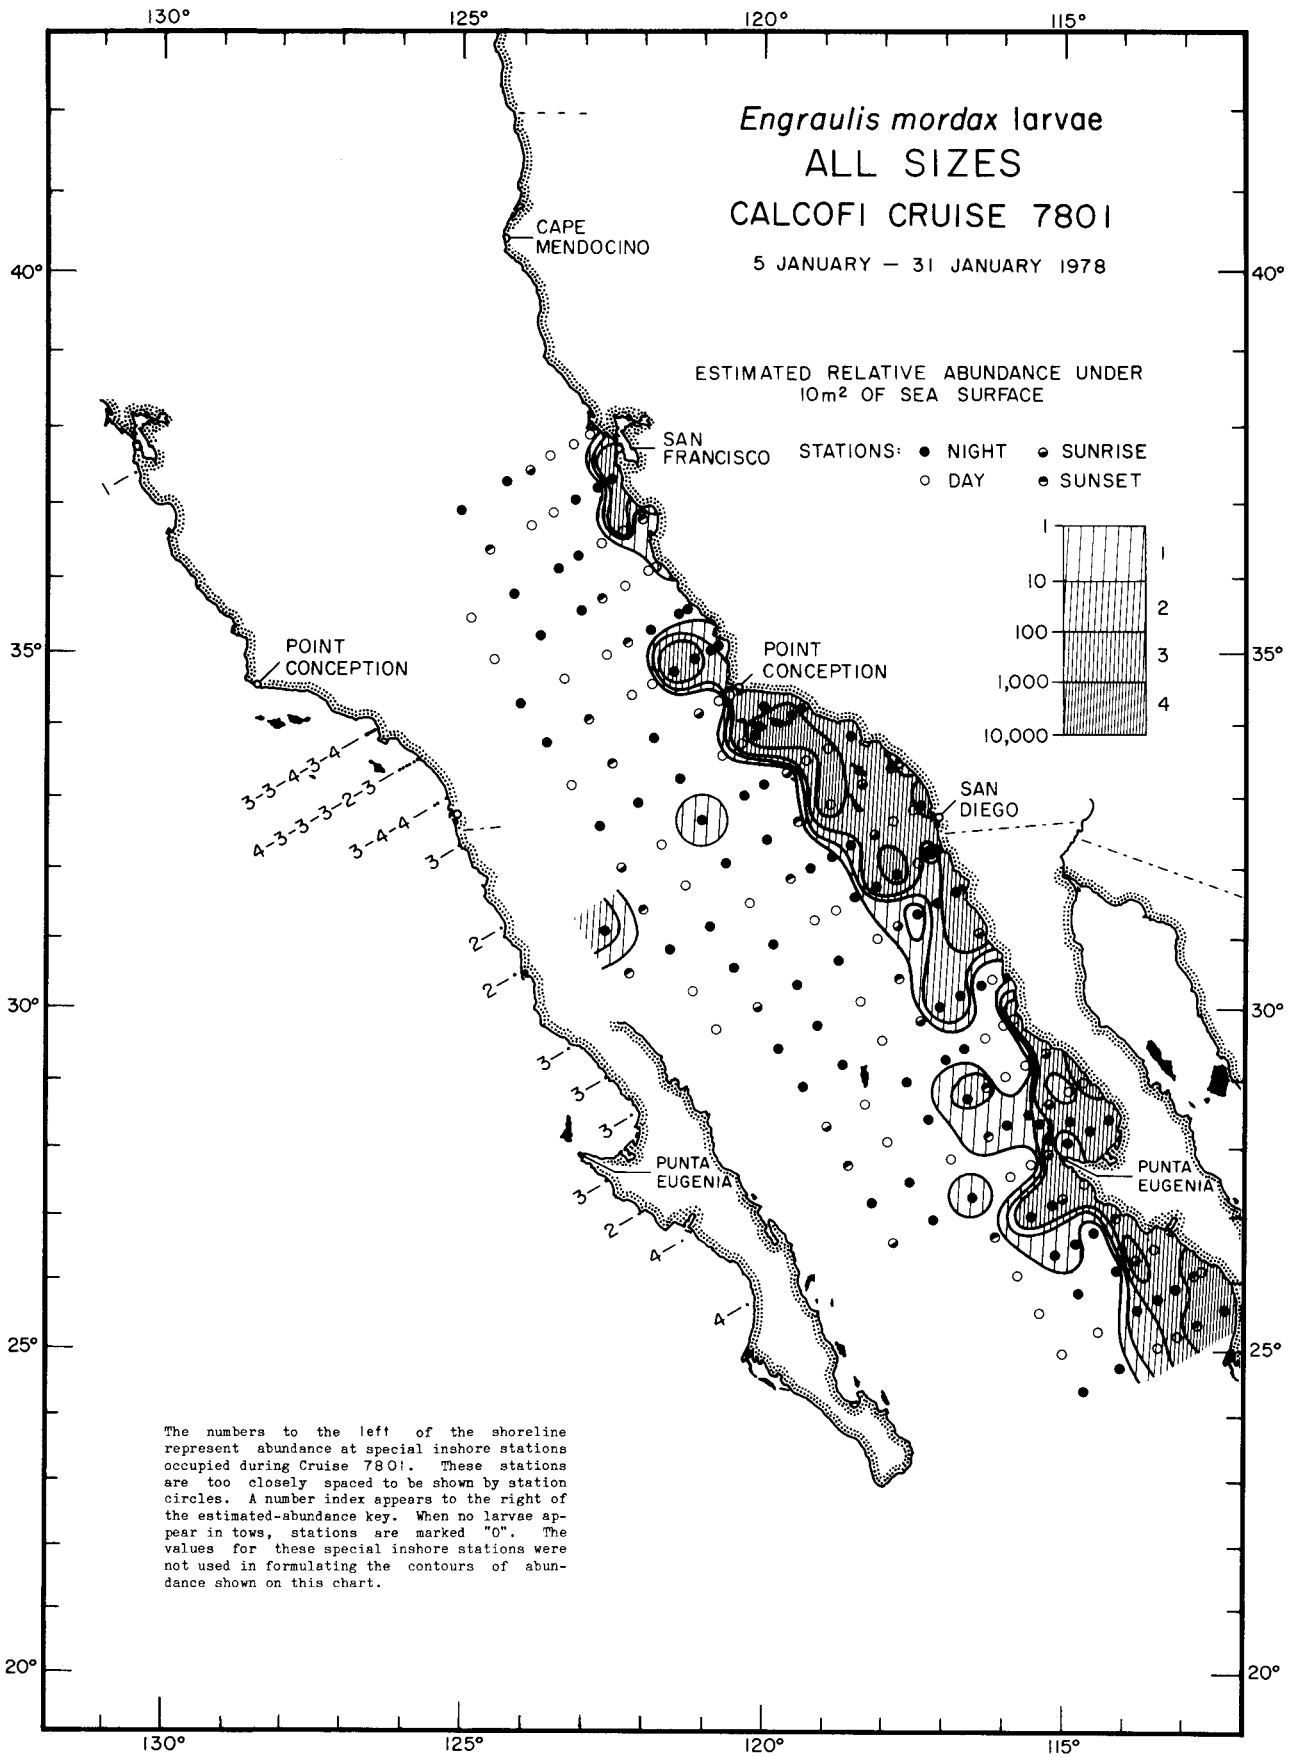 130° 125° 120° 115°
Engraulis mordax larvae
ALL SIZES
CALCOFI CRUISE 7801
5 JANUARY – 31 JANUARY 1978
CAPE
MENDOCINO
40° 40°
ESTIMATED RELATIVE ABUNDANCE UNDER
10m² OF SEA SURFACE
SAN
FRANCISCO
STATIONS: ● NIGHT SUNRISE
○ DAY SUNSET
1
1
10
2
100
3
1,000
4
10,000
1
35° 35°
POINT
CONCEPTION
POINT
CONCEPTION
3-3-4-3-4
4-3-3-3-2-3
3-4-4
3
SAN
DIEGO
2
2
30° 30°
3
3
3
PUNTA
EUGENIA
PUNTA
EUGENIA
3
2
4
4
25° 25°
The numbers to the left of the shoreline
represent abundance at special inshore stations
occupied during Cruise 7801. These stations
are too closely spaced to be shown by station
circles. A number index appears to the right of
the estimated-abundance key. When no larvae ap-
pear in tows, stations are marked "0". The
values for these special inshore stations were
not used in formulating the contours of abun-
dance shown on this chart.
20° 20°
130° 125° 120° 115°